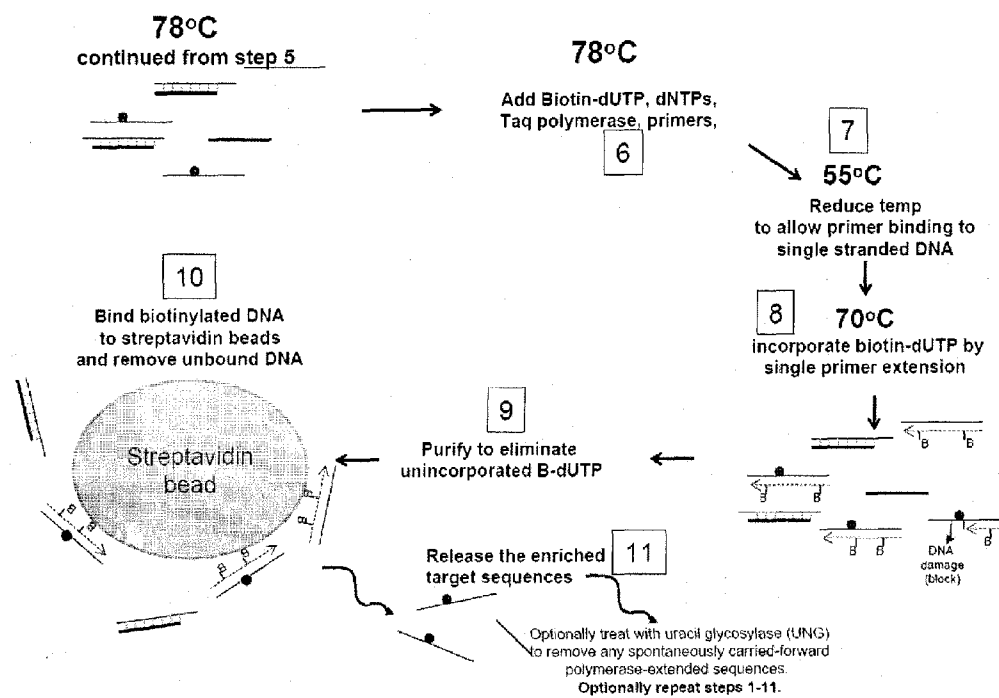 78°C
continued from step 5
78°C
Add Biotin-dUTP, dNTPs,
Taq polymerase, primers,
6
7
55°C
Reduce temp
to allow primer binding to
single stranded DNA
8
70°C
incorporate biotin-dUTP by
single primer extension
B
B
B
B
B
B
B
DNA
damage
(block)
9
Purify to eliminate
unincorporated B-dUTP
10
Bind biotinylated DNA
to streptavidin beads
and remove unbound DNA
Streptavidin
bead
B
B
B
B
B
B
11
Release the enriched
target sequences
Optionally treat with uracil glycosylase (UNG)
to remove any spontaneously carried-forward
polymerase-extended sequences.
Optionally repeat steps 1-11.